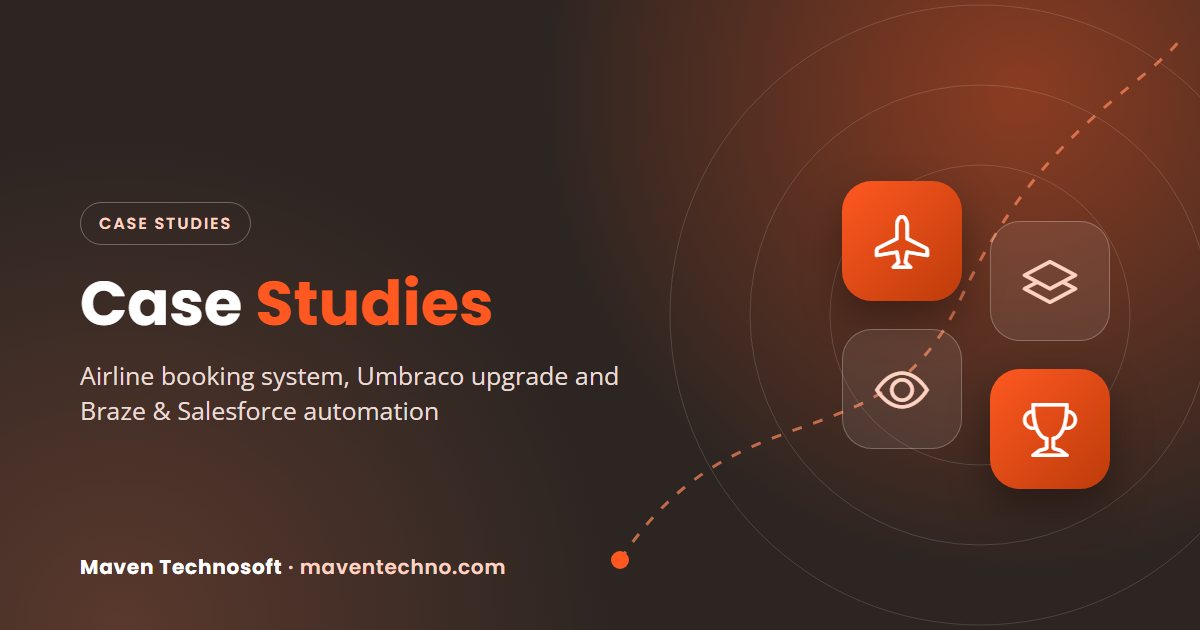 CASE STUDIES
Case Studies
Airline booking system, Umbraco upgrade and
Braze & Salesforce automation
Maven Technosoft · maventechno.com